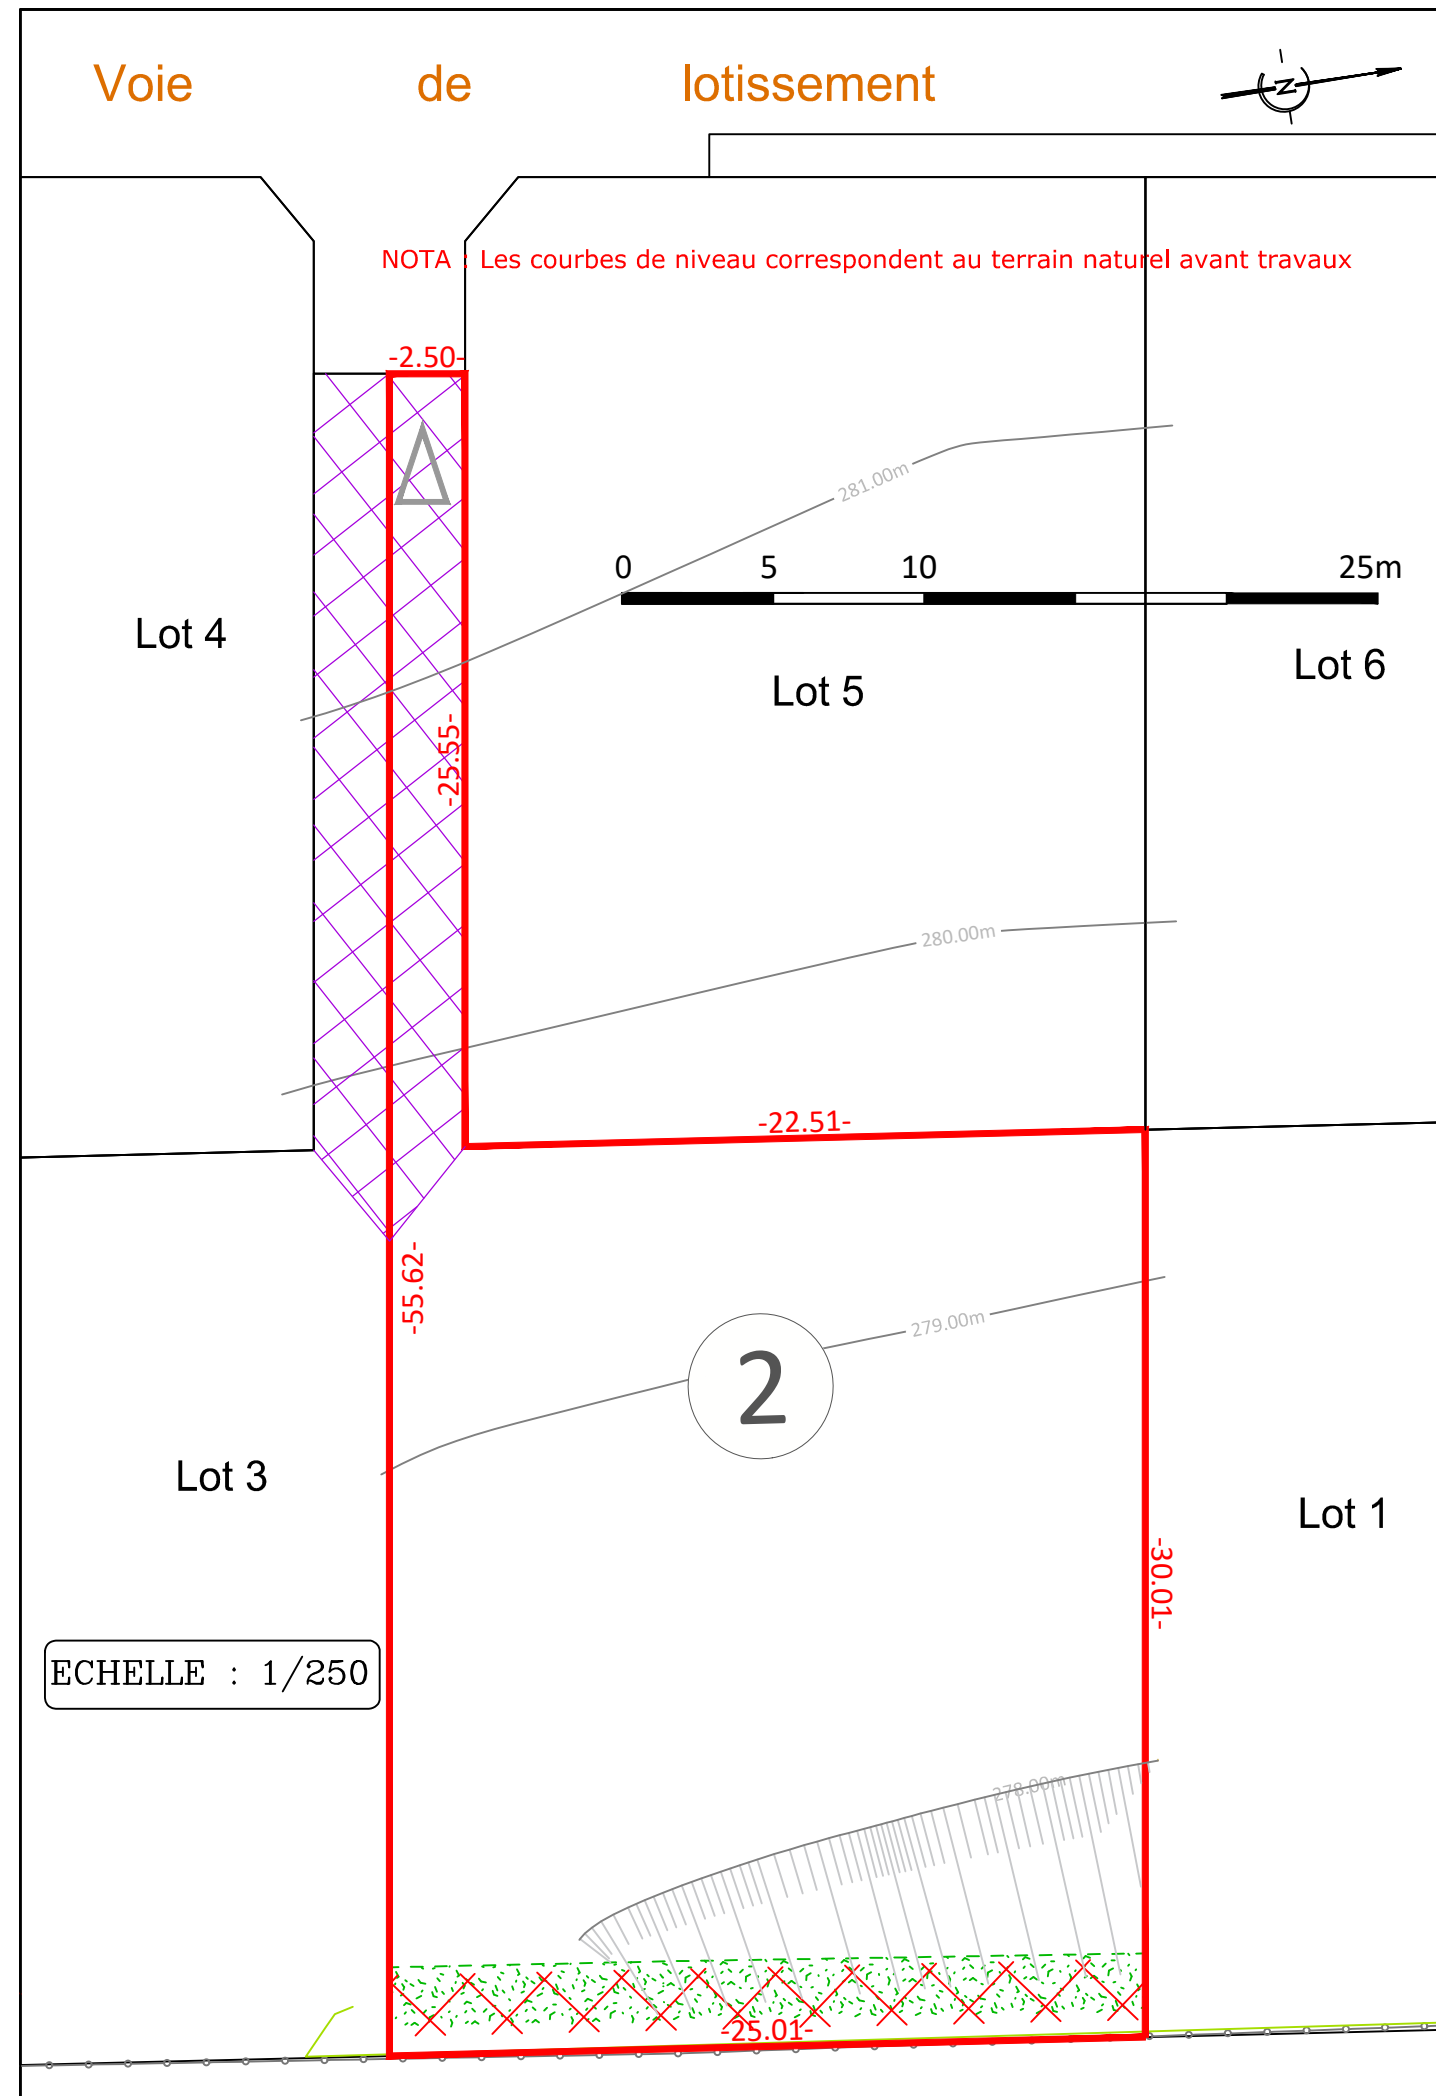 Voie de lotissement
N
NOTA : Les courbes de niveau correspondent au terrain naturel avant travaux
-2.50-
281.00m
0 5 10 25m
Lot 4
Lot 5
Lot 6
-25.55-
280.00m
-22.51-
-55.62-
279.00m
2
Lot 3
Lot 1
-30.01-
ECHELLE : 1/250
278.00m
-25.01-